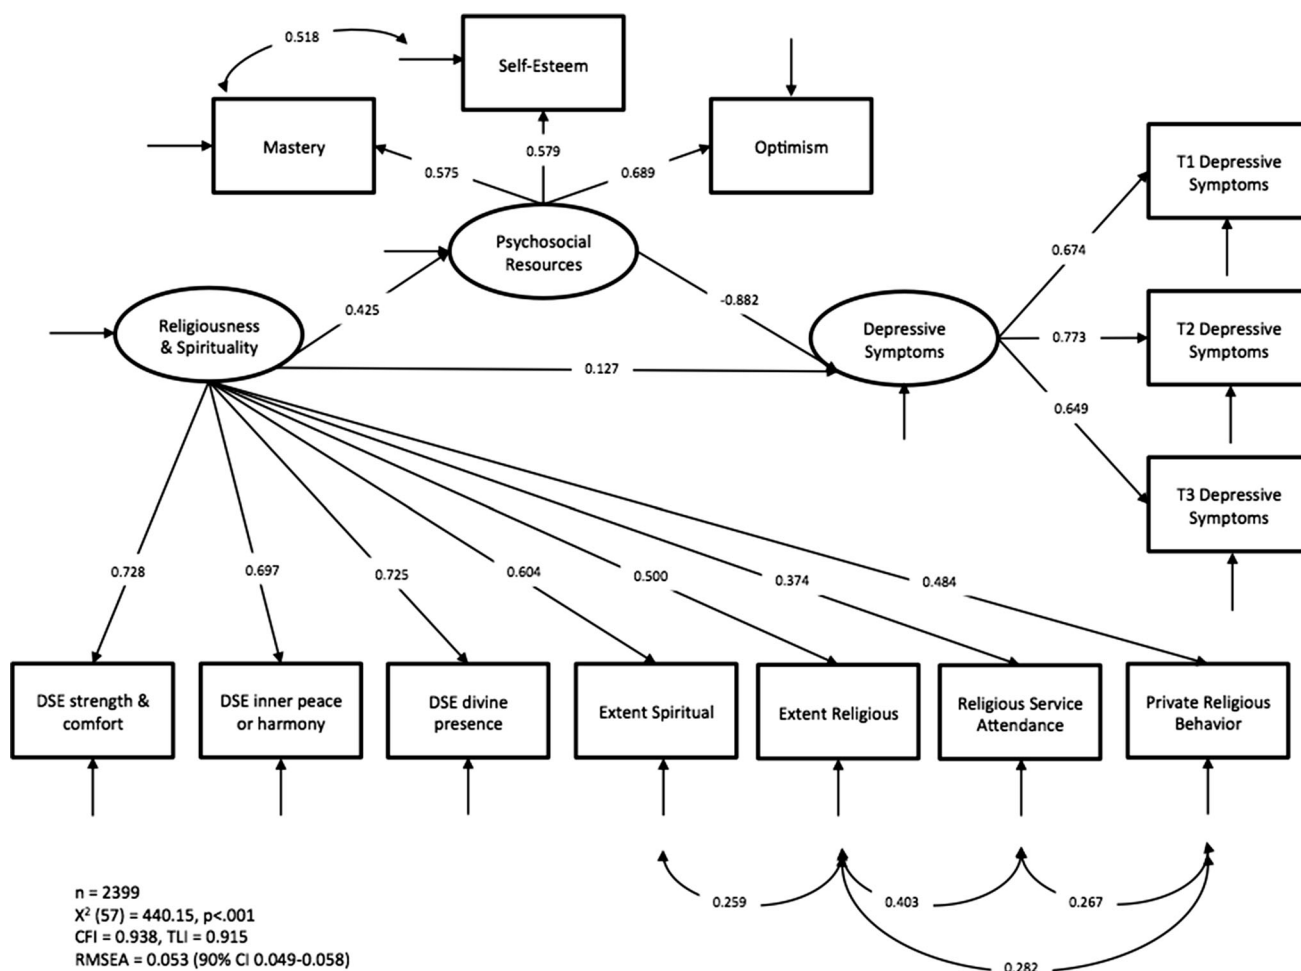 0.518
Self-Esteem
Mastery
Optimism
T1 Depressive
Symptoms
0.575
0.579
0.689
Psychosocial
Resources
0.674
0.425
-0.882
Religiousness
& Spirituality
Depressive
Symptoms
0.773
T2 Depressive
Symptoms
0.127
0.649
T3 Depressive
Symptoms
0.728
0.697
0.725
0.604
0.500
0.374
0.484
DSE strength &
comfort
DSE inner peace
or harmony
DSE divine
presence
Extent Spiritual
Extent Religious
Religious Service
Attendance
Private Religious
Behavior
0.259
0.403
0.267
0.282
n = 2399
X² (57) = 440.15, p<.001
CFI = 0.938, TLI = 0.915
RMSEA = 0.053 (90% CI 0.049-0.058)